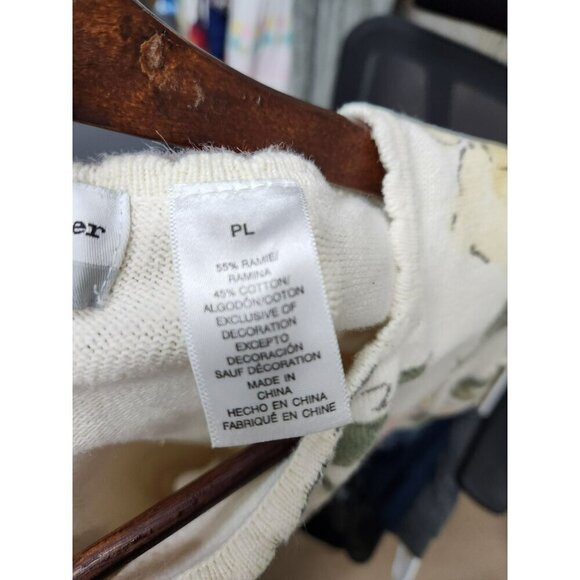 er
PL
55% RAMIE/
RAMINA
45% COTTON/
ALGODÓN/COTON
EXCLUSIVE OF
DECORATION
EXCEPTO
DECORACIÓN
SAUF DÉCORATION
MADE IN
CHINA
HECHO EN CHINA
FABRIQUÉ EN CHINE